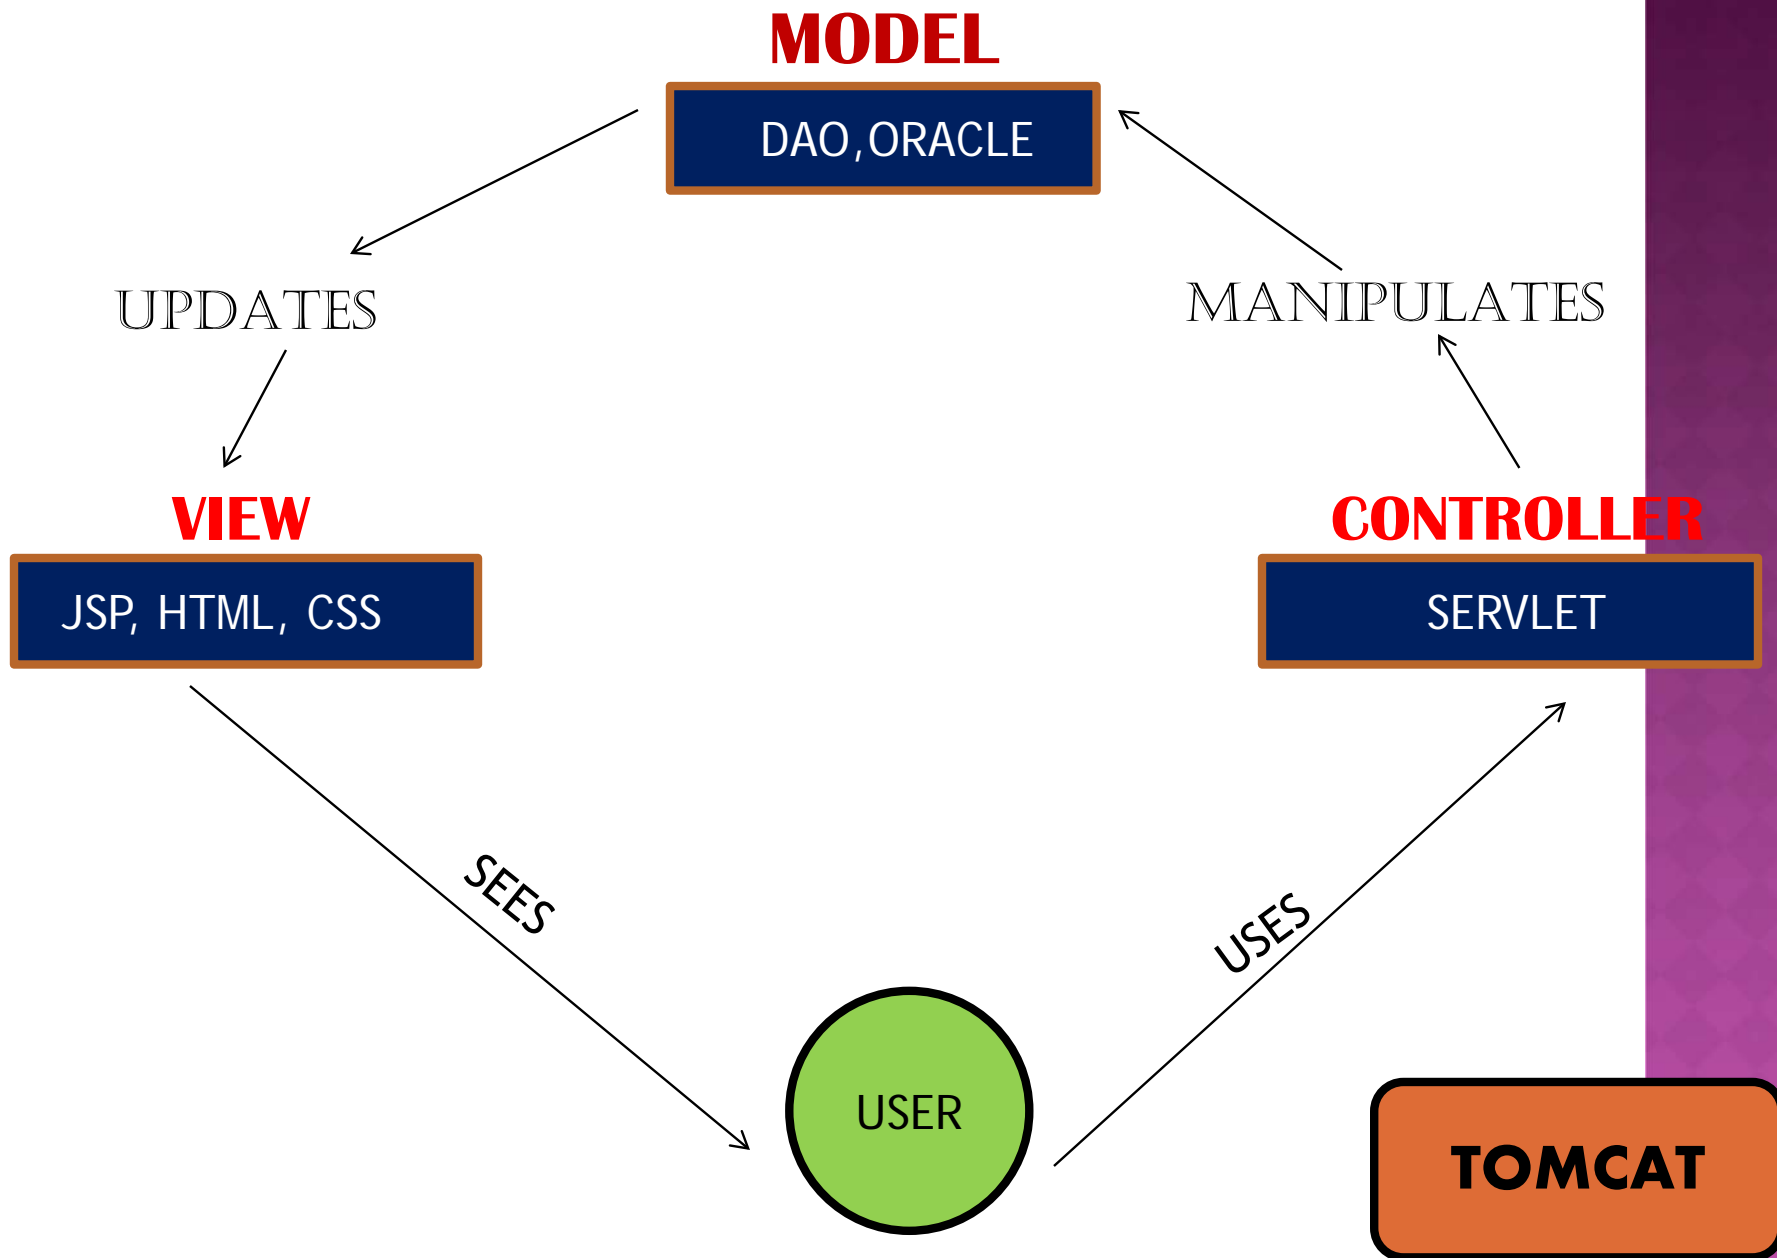 MODEL
DAO,ORACLE
UPDATES
MANIPULATES
VIEW
CONTROLLER
JSP, HTML, CSS
SERVLET
SEES
USES
USER
TOMCAT